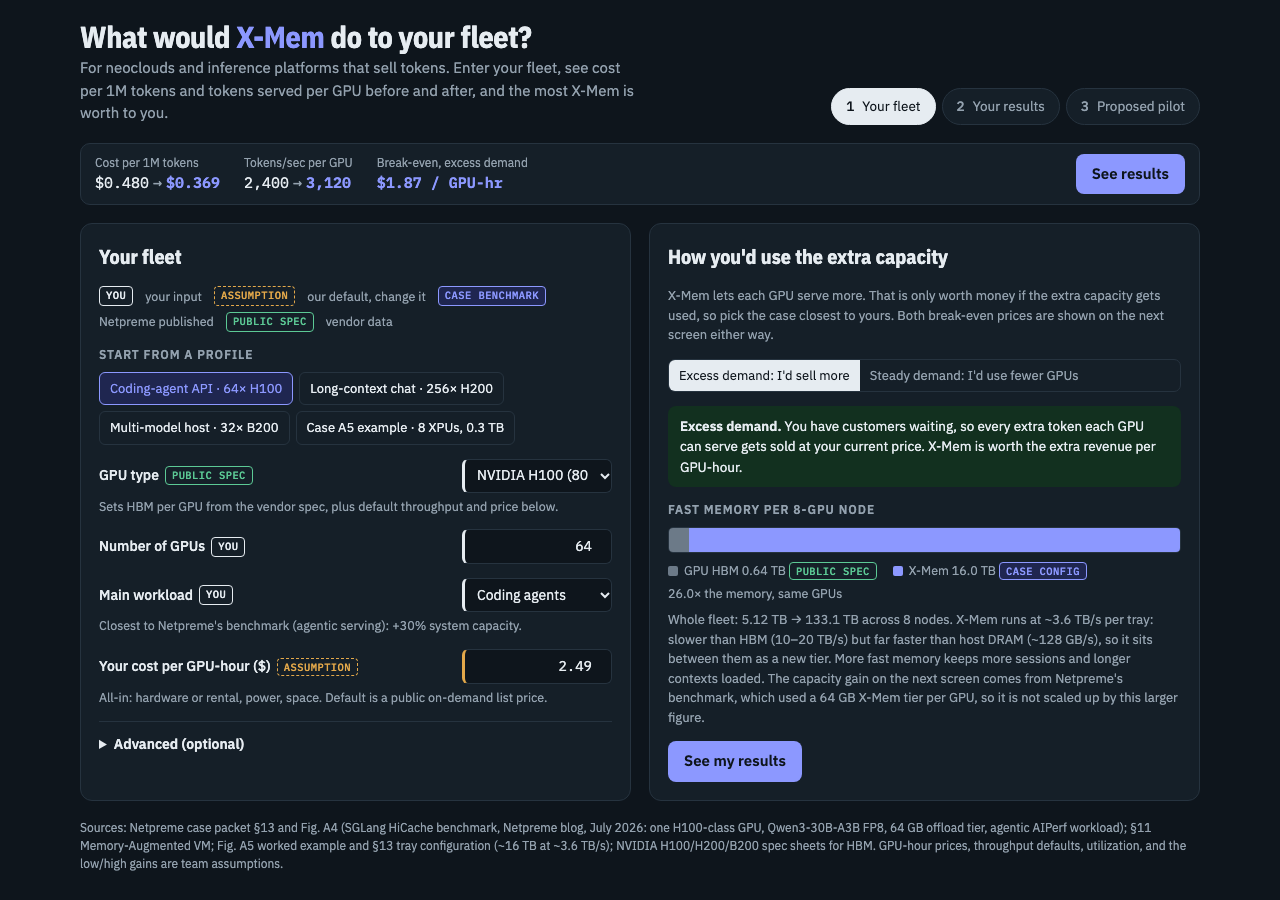 What would X-Mem do to your fleet?
For neoclouds and inference platforms that sell tokens. Enter your fleet, see cost
per 1M tokens and tokens served per GPU before and after, and the most X-Mem is
worth to you.
1 Your fleet
2 Your results
3 Proposed pilot
Cost per 1M tokens
$0.480 → $0.369
Tokens/sec per GPU
2,400 → 3,120
Break-even, excess demand
$1.87 / GPU-hr
See results
Your fleet
YOU your input ASSUMPTION our default, change it CASE BENCHMARK
Netpreme published PUBLIC SPEC vendor data
START FROM A PROFILE
Coding-agent API · 64× H100
Long-context chat · 256× H200
Multi-model host · 32× B200
Case A5 example · 8 XPUs, 0.3 TB
GPU type PUBLIC SPEC
NVIDIA H100 (80
Sets HBM per GPU from the vendor spec, plus default throughput and price below.
Number of GPUs YOU
64
Main workload YOU
Coding agents
Closest to Netpreme's benchmark (agentic serving): +30% system capacity.
Your cost per GPU-hour ($) ASSUMPTION
2.49
All-in: hardware or rental, power, space. Default is a public on-demand list price.
▶ Advanced (optional)
How you'd use the extra capacity
X-Mem lets each GPU serve more. That is only worth money if the extra capacity gets
used, so pick the case closest to yours. Both break-even prices are shown on the next
screen either way.
Excess demand: I'd sell more
Steady demand: I'd use fewer GPUs
Excess demand. You have customers waiting, so every extra token each GPU
can serve gets sold at your current price. X-Mem is worth the extra revenue per
GPU-hour.
FAST MEMORY PER 8-GPU NODE
GPU HBM 0.64 TB PUBLIC SPEC X-Mem 16.0 TB CASE CONFIG
26.0× the memory, same GPUs
Whole fleet: 5.12 TB → 133.1 TB across 8 nodes. X-Mem runs at ~3.6 TB/s per tray:
slower than HBM (10–20 TB/s) but far faster than host DRAM (~128 GB/s), so it sits
between them as a new tier. More fast memory keeps more sessions and longer
contexts loaded. The capacity gain on the next screen comes from Netpreme's
benchmark, which used a 64 GB X-Mem tier per GPU, so it is not scaled up by this larger
figure.
See my results
Sources: Netpreme case packet §13 and Fig. A4 (SGLang HiCache benchmark, Netpreme blog, July 2026: one H100-class GPU, Qwen3-30B-A3B FP8, 64 GB offload tier, agentic AIPerf workload); §11
Memory-Augmented VM; Fig. A5 worked example and §13 tray configuration (~16 TB at ~3.6 TB/s); NVIDIA H100/H200/B200 spec sheets for HBM. GPU-hour prices, throughput defaults, utilization, and the
low/high gains are team assumptions.